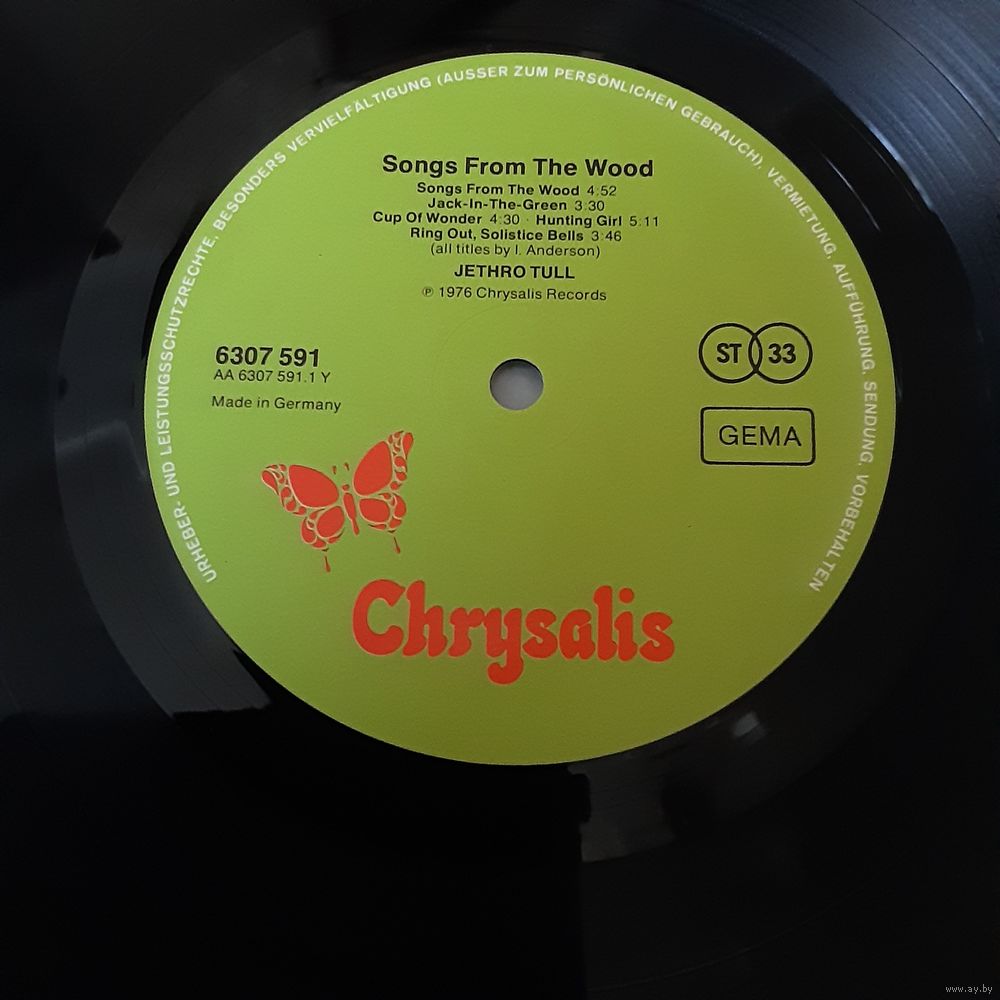 URHEBER- UND LEISTUNGSSCHUTZRECHTE, BESONDERS VERVIELFÄLTIGUNG (AUSSER ZUM PERSÖNLICHEN GEBRAUCH), VERMIETUNG, AUFFÜHRUNG, SENDUNG, VORBEHALTEN
Songs From The Wood
Songs From The Wood 4:52
Jack-In-The-Green 3:30
Cup Of Wonder 4:30 · Hunting Girl 5:11
Ring Out, Solistice Bells 3:46
(all titles by I. Anderson)
JETHRO TULL
℗ 1976 Chrysalis Records
6307 591
AA 6307 591.1 Y
Made in Germany
ST 33
GEMA
Chrysalis
www.ay.by